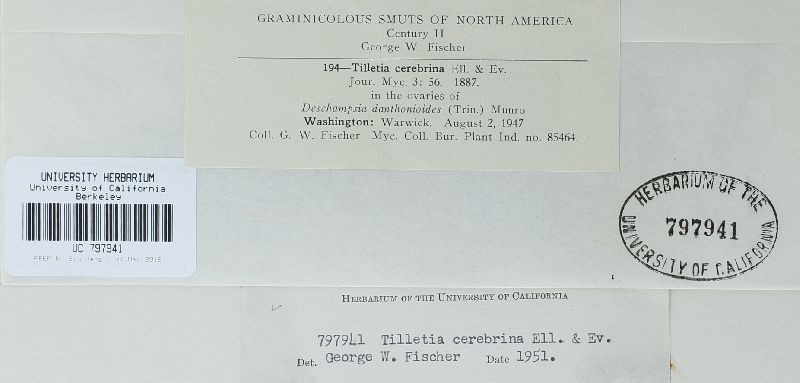 GRAMINICOLOUS SMUTS OF NORTH AMERICA
Century II
George W. Fischer
194—Tilletia cerebrina Ell. & Ev.
Jour. Myc. 3: 56. 1887.
in the ovaries of
Deschampsia danthonioides (Trin.) Munro
Washington: Warwick. August 2, 1947
Coll. G. W. Fischer Myc. Coll. Bur. Plant Ind. no. 85464.
UNIVERSITY HERBARIUM
University of California
Berkeley
UC 797941
HERBARIUM OF THE
797941
UNIVERSITY OF CALIFORNIA
HERBARIUM OF THE UNIVERSITY OF CALIFORNIA
797941 Tilletia cerebrina Ell. & Ev.
Det. George W. Fischer Date 1951.